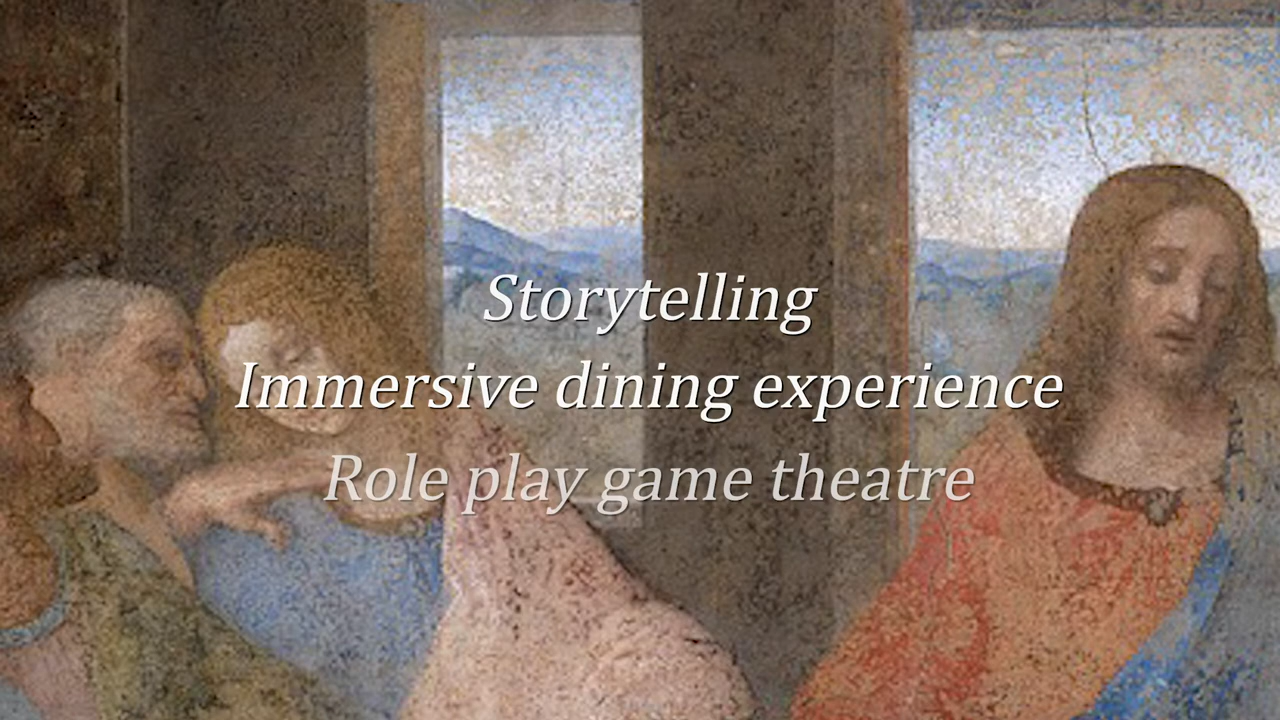 Storytelling
Immersive dining experience
Role play game theatre